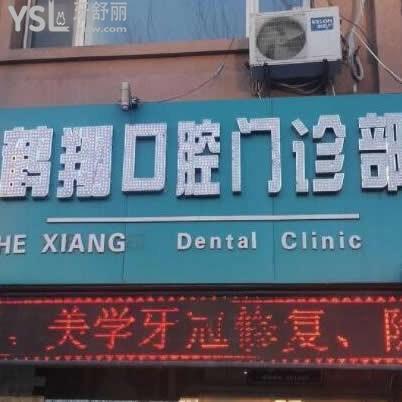 YSL 牙舒丽
鹤翔口腔门诊部
HE XIANG Dental Clinic
、美学牙冠修复、